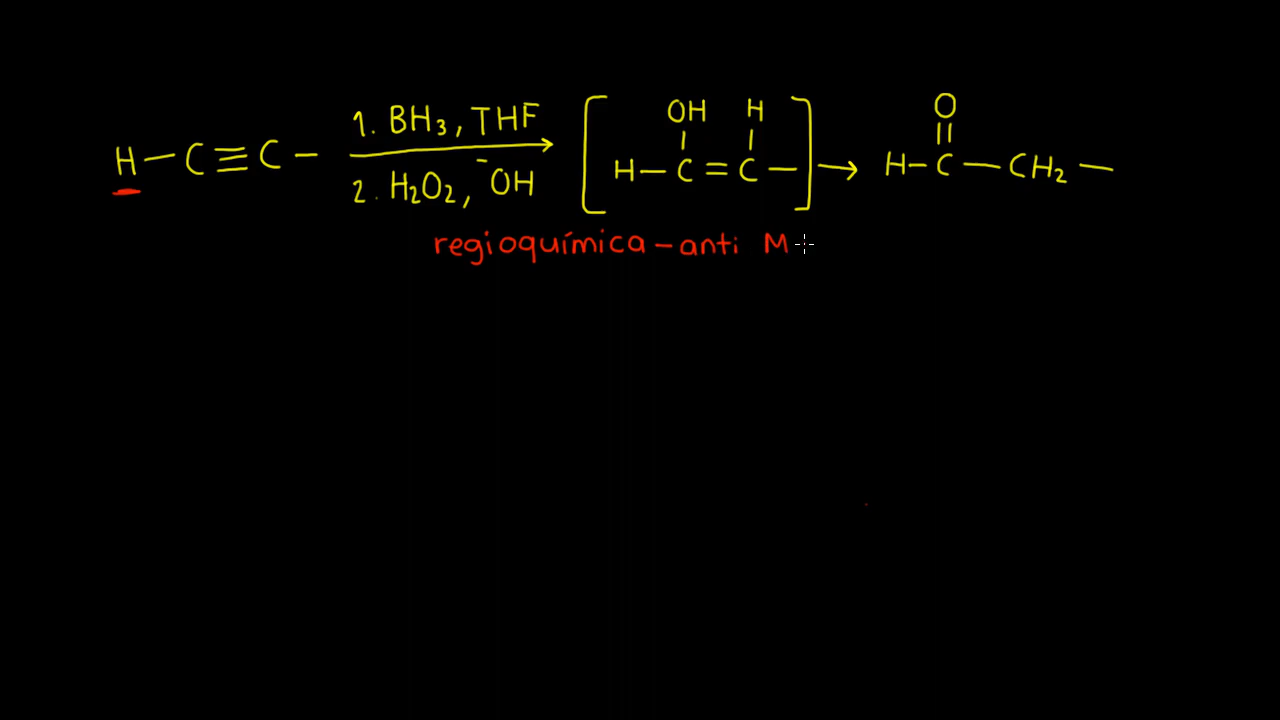 1. BH₃, THF
OH H O
H–C≡C– [H–C=C–]→ H–C–CH₂–
2. H₂O₂, ⁻OH
regioquímica–anti M